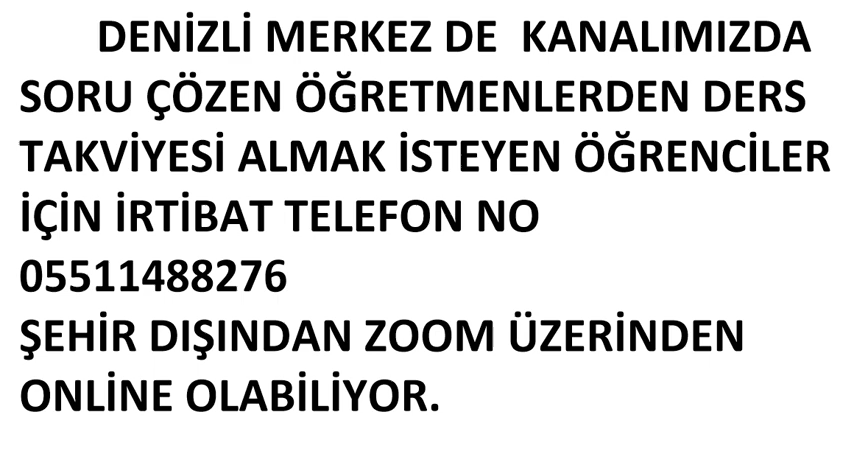 DENİZLİ MERKEZ DE KANALIMIZDA
SORU ÇÖZEN ÖĞRETMENLERDEN DERS
TAKVİYESİ ALMAK İSTEYEN ÖĞRENCİLER
İÇİN İRTİBAT TELEFON NO
05511488276
ŞEHİR DIŞINDAN ZOOM ÜZERİNDEN
ONLİNE OLABİLİYOR.